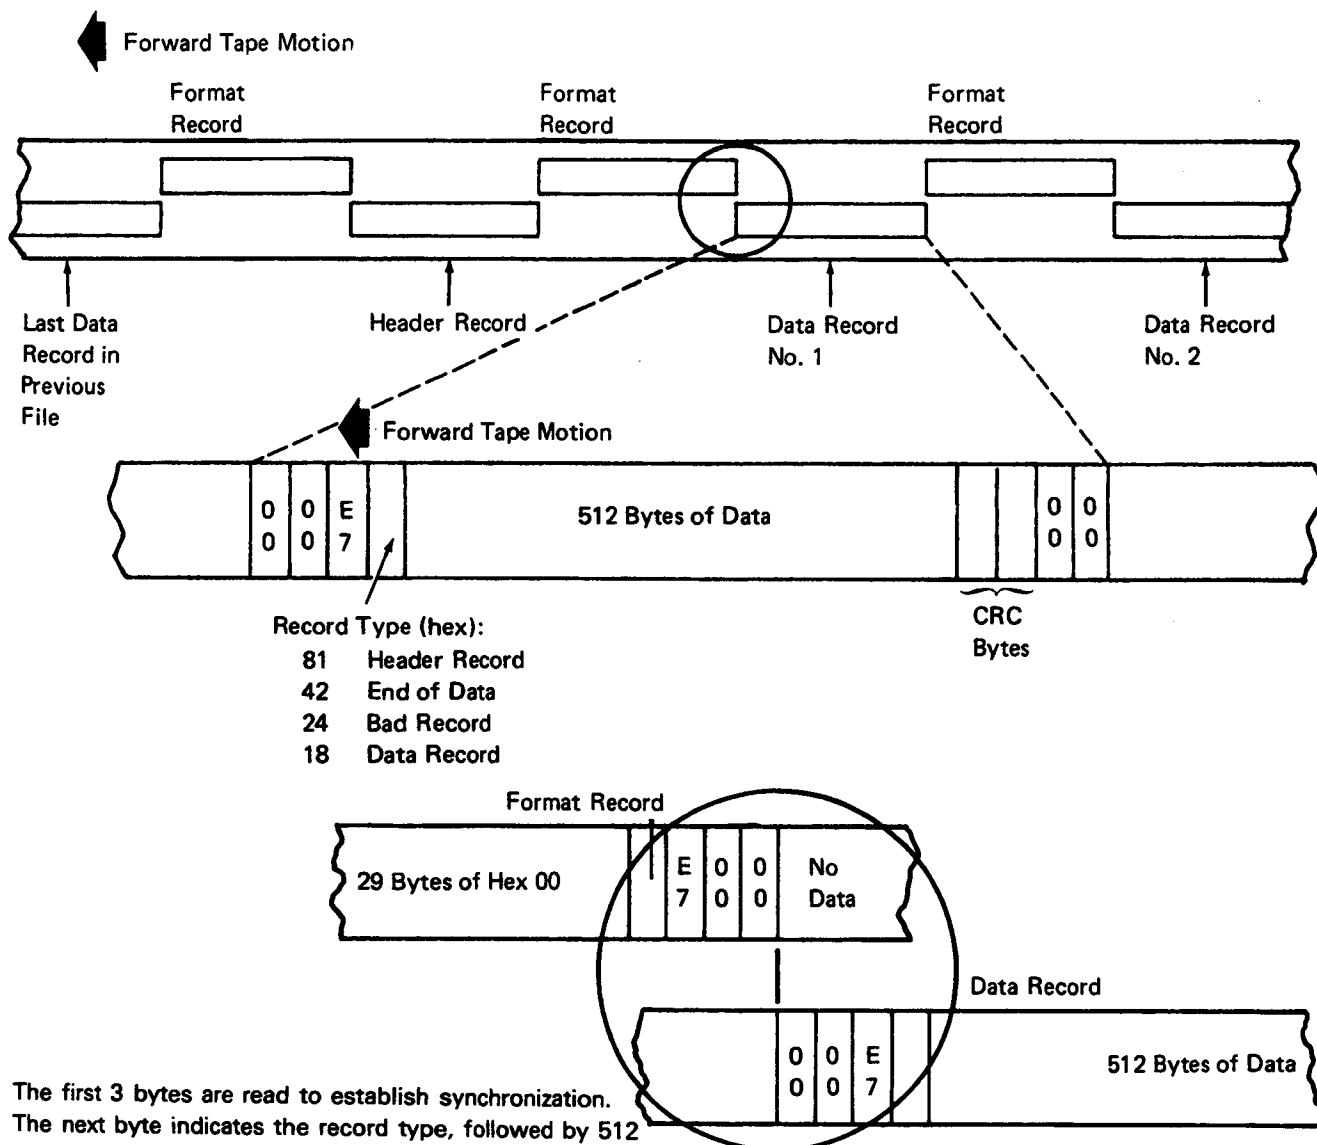 Forward Tape Motion
Format
Record
Format
Record
Format
Record
Last Data
Record in
Previous
File
Header Record
Data Record
No. 1
Data Record
No. 2
Forward Tape Motion
0 0 E
0 0 7
512 Bytes of Data
0 0
0 0
CRC
Bytes
Record Type (hex):
81 Header Record
42 End of Data
24 Bad Record
18 Data Record
Format Record
29 Bytes of Hex 00
E 0 0
7 0 0
No
Data
Data Record
0 0 E
0 0 7
512 Bytes of Data
The first 3 bytes are read to establish synchronization.
The next byte indicates the record type, followed by 512